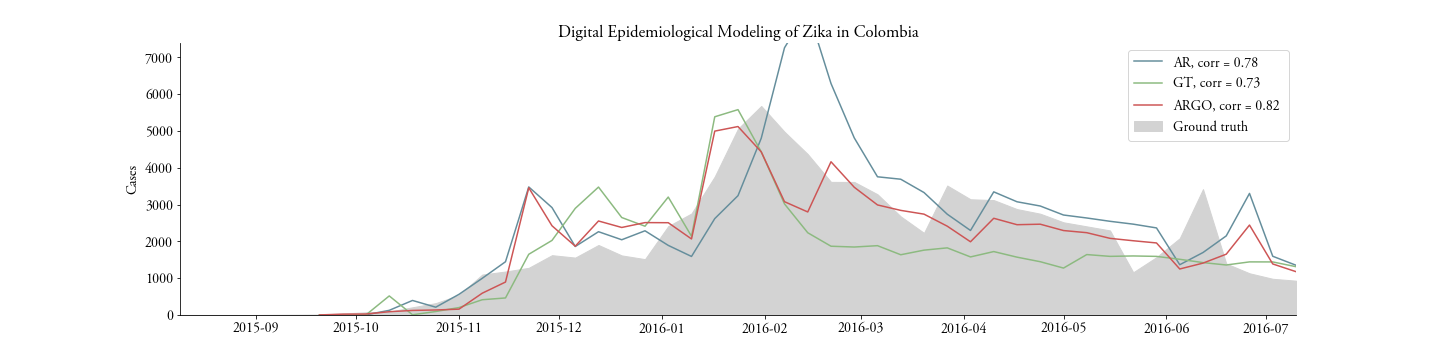 Digital Epidemiological Modeling of Zika in Colombia
7000
6000
5000
4000
3000
2000
1000
0
Cases
AR, corr = 0.78
GT, corr = 0.73
ARGO, corr = 0.82
Ground truth
2015-09 2015-10 2015-11 2015-12 2016-01 2016-02 2016-03 2016-04 2016-05 2016-06 2016-07